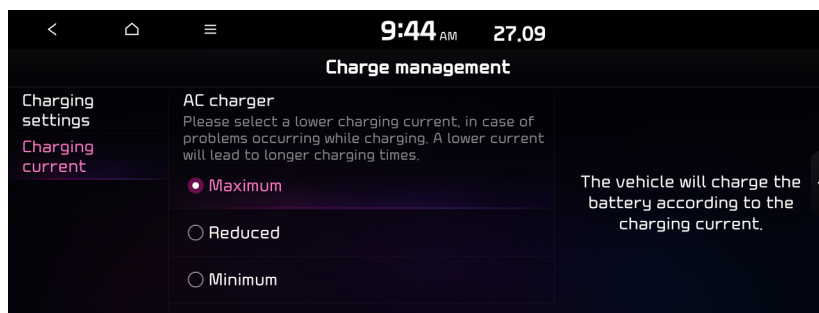 9:44 AM 27.09
Charge management
Charging
settings
Charging
current
AC charger
Please select a lower charging current, in case of
problems occurring while charging. A lower current
will lead to longer charging times.
Maximum
Reduced
Minimum
The vehicle will charge the
battery according to the
charging current.